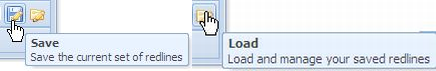 Save
Save the current set of redlines
Load
Load and manage your saved redlines